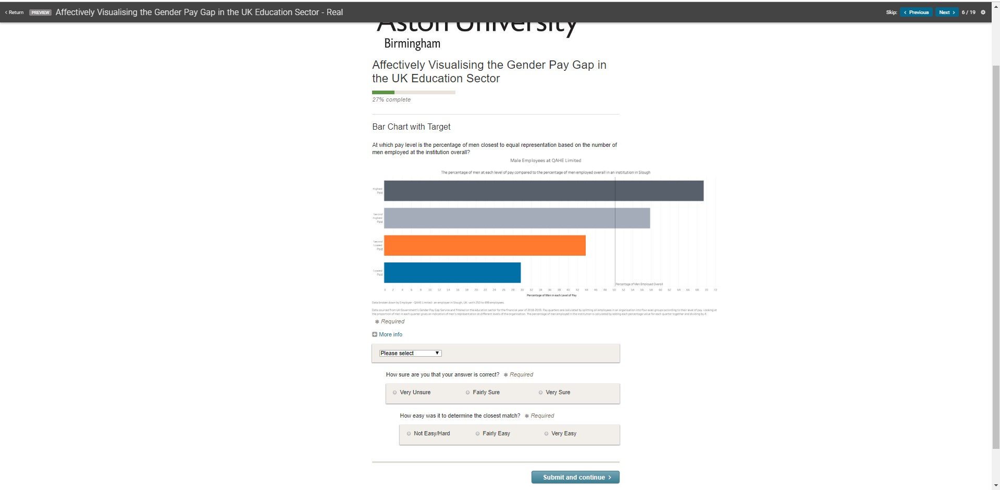 Return
PREVIEW
Affectively Visualising the Gender Pay Gap in the UK Education Sector - Real
Skip:
Previous
Next
6 / 19
Aston University
Birmingham
Affectively Visualising the Gender Pay Gap in
the UK Education Sector
27% complete
Bar Chart with Target
At which pay level is the percentage of men closest to equal representation based on the number of
men employed at the institution overall?
Male Employees at QAHE Limited
The percentage of men at each level of pay compared to the percentage of men employed overall in an institution in Slough
Highest
Paid
Second
Highest
Paid
Second
Lowest
Paid
Lowest
Paid
Percentage of Men Employed Overall
0 2 4 6 8 10 12 14 16 18 20 22 24 26 28 30 32 34 36 38 40 42 44 46 48 50 52 54 56 58 60 62 64 66 68 70 72
Percentage of Men in each Level of Pay
Data broken down by Employer - QAHE Limited - an employer in Slough, UK - with 250 to 499 employees.
Data sourced from UK Government's Gender Pay Gap Service and filtered on the education sector for the financial year of 2018-2019. Pay quarters are calculated by splitting all employees in an organisation into four even groups according to their level of pay. Looking at
the proportion of men in each quarter gives an indication of men's representation at different levels of the organisation. The percentage of men employed in the institution is calculated by adding each percentage value for each quarter together and dividing by 4.
Required
More info
Please select
How sure are you that your answer is correct? Required
Very Unsure
Fairly Sure
Very Sure
How easy was it to determine the closest match? Required
Not Easy/Hard
Fairly Easy
Very Easy
Submit and continue